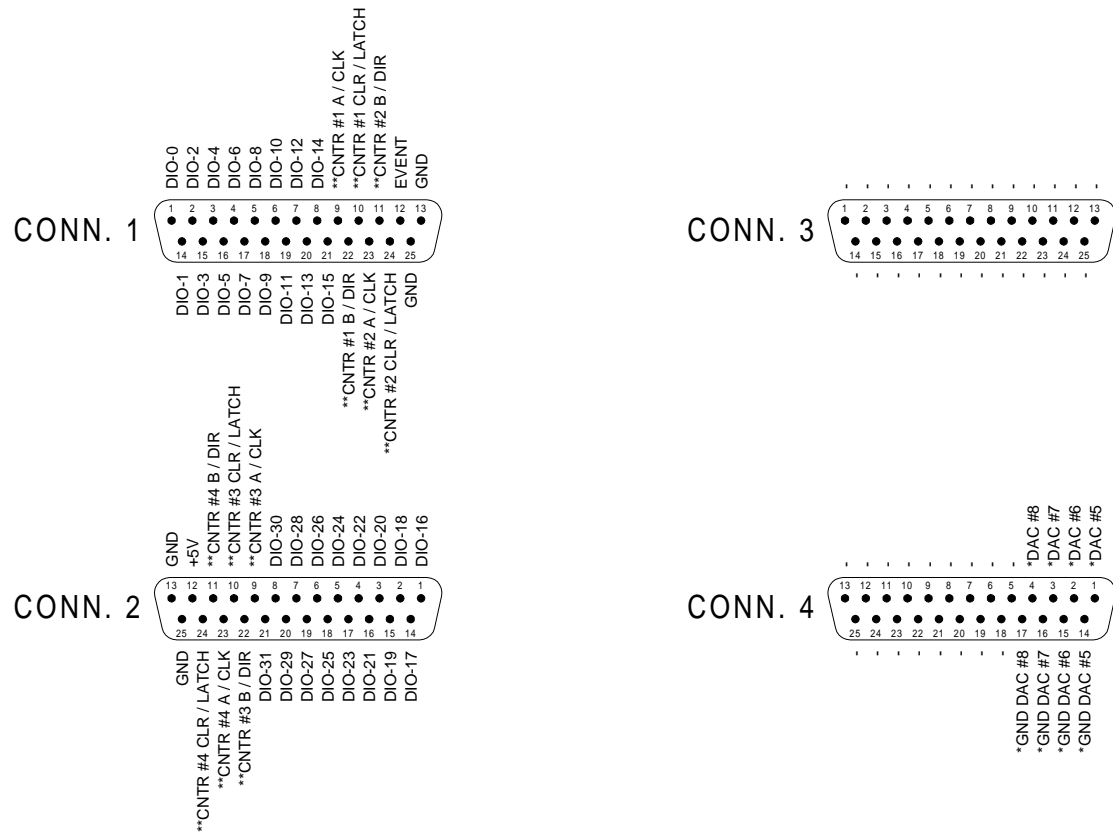 DIO-0
DIO-2
DIO-4
DIO-6
DIO-8
DIO-10
DIO-12
DIO-14
**CNTR #1 A / CLK
**CNTR #1 CLR / LATCH
**CNTR #2 B / DIR
EVENT
GND
CONN. 1
1 2 3 4 5 6 7 8 9 10 11 12 13
14 15 16 17 18 19 20 21 22 23 24 25
DIO-1
DIO-3
DIO-5
DIO-7
DIO-9
DIO-11
DIO-13
DIO-15
**CNTR #1 B / DIR
**CNTR #2 A / CLK
**CNTR #2 CLR / LATCH
GND
- - - - - - - - - - - - -
CONN. 3
1 2 3 4 5 6 7 8 9 10 11 12 13
14 15 16 17 18 19 20 21 22 23 24 25
- - - - - - - - - - - -
GND
+5V
**CNTR #4 B / DIR
**CNTR #3 CLR / LATCH
**CNTR #3 A / CLK
DIO-30
DIO-28
DIO-26
DIO-24
DIO-22
DIO-20
DIO-18
DIO-16
CONN. 2
13 12 11 10 9 8 7 6 5 4 3 2 1
25 24 23 22 21 20 19 18 17 16 15 14
GND
**CNTR #4 CLR / LATCH
**CNTR #4 A / CLK
**CNTR #3 B / DIR
DIO-31
DIO-29
DIO-27
DIO-25
DIO-23
DIO-21
DIO-19
DIO-17
- - - - - - - - -
*DAC #8
*DAC #7
*DAC #6
*DAC #5
CONN. 4
13 12 11 10 9 8 7 6 5 4 3 2 1
25 24 23 22 21 20 19 18 17 16 15 14
- - - - - - - -
*GND DAC #8
*GND DAC #7
*GND DAC #6
*GND DAC #5